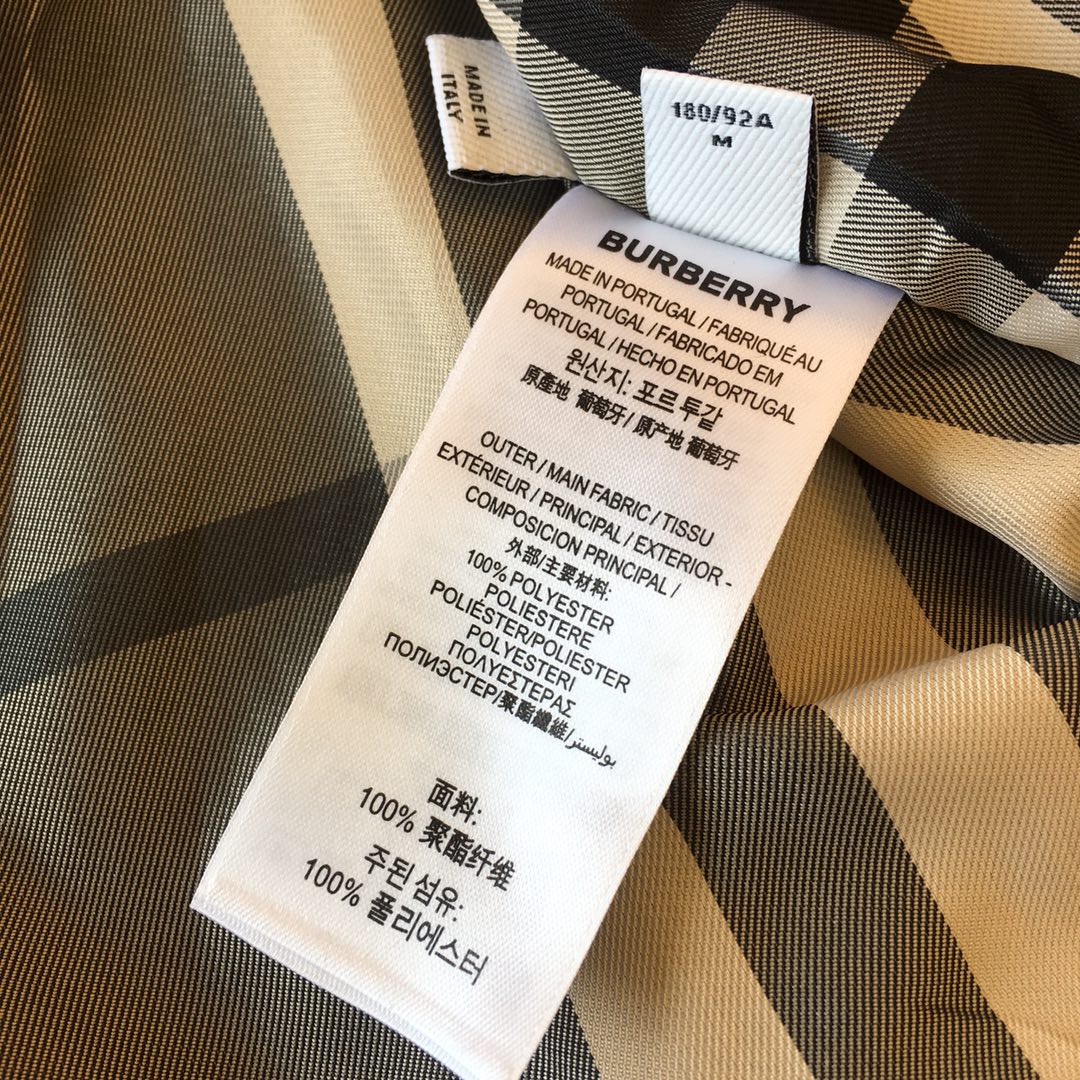 MADE IN
ITALY
180/92A
M
BURBERRY
MADE IN PORTUGAL / FABRIQUÉ AU
PORTUGAL / FABRICADO EM
PORTUGAL / HECHO EN PORTUGAL
원산지: 포르투갈
原產地 葡萄牙 / 原产地 葡萄牙
OUTER / MAIN FABRIC / TISSU
EXTÉRIEUR / PRINCIPAL / EXTERIOR -
COMPOSICION PRINCIPAL /
外部/主要材料:
100% POLYESTER
POLIESTERE
POLIÉSTER/POLIESTER
POLYESTERI
ΠΟΛΥΕΣΤΕΡΑΣ
ПОЛИЭСТЕР/聚酯纖維/بوليستر
面料:
100% 聚酯纤维
주된 섬유:
100% 폴리에스터